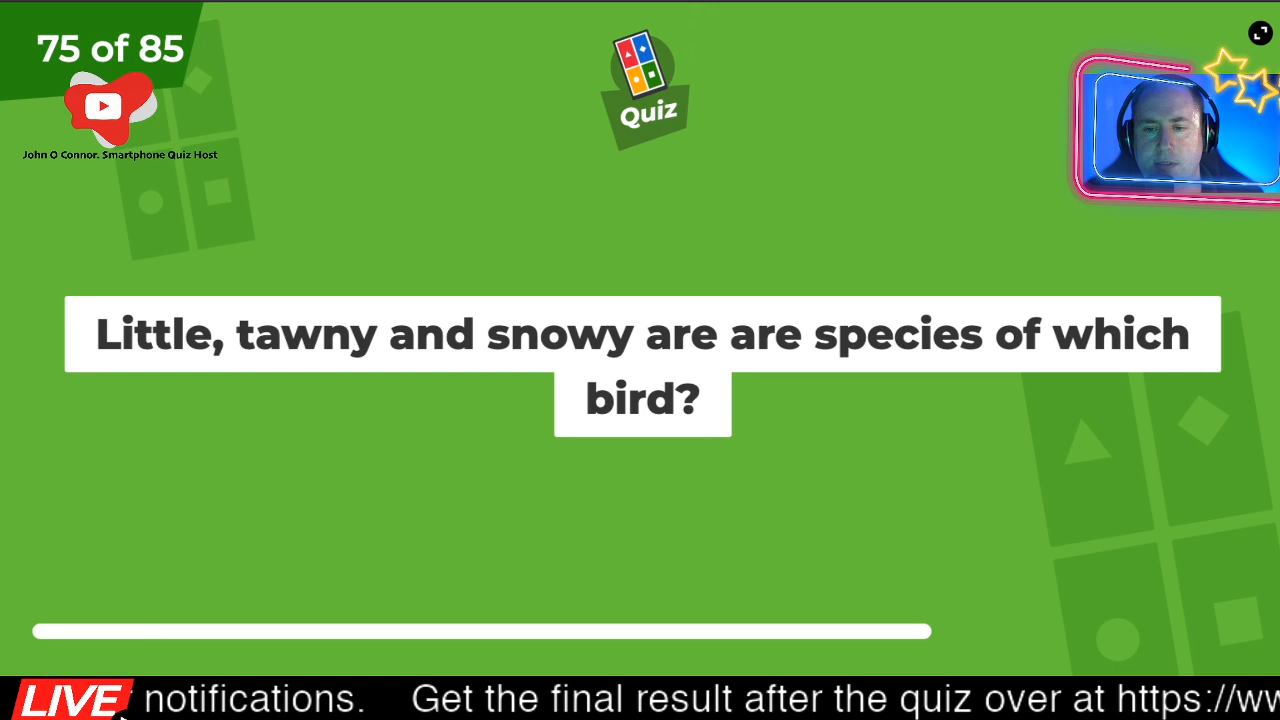 75 of 85
Quiz
John O Connor. Smartphone Quiz Host
Little, tawny and snowy are are species of which
bird?
LIVE notifications. Get the final result after the quiz over at https://ww